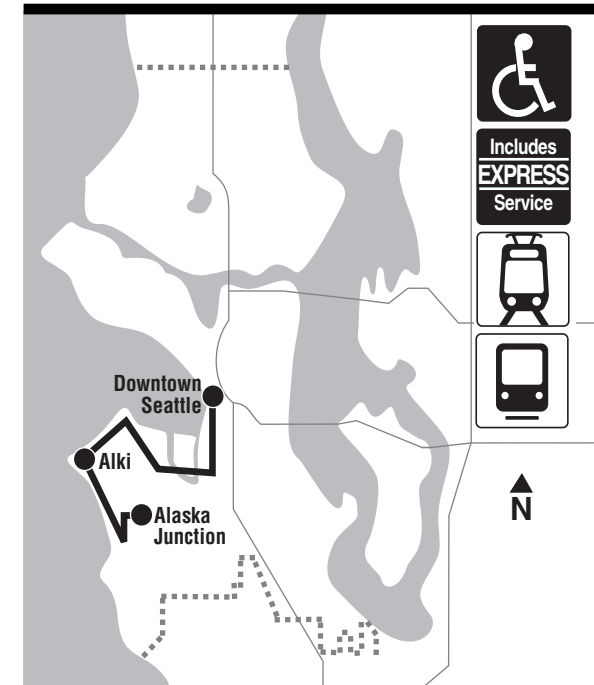 Includes
EXPRESS
Service
Downtown
Seattle
Alki
Alaska
Junction
N